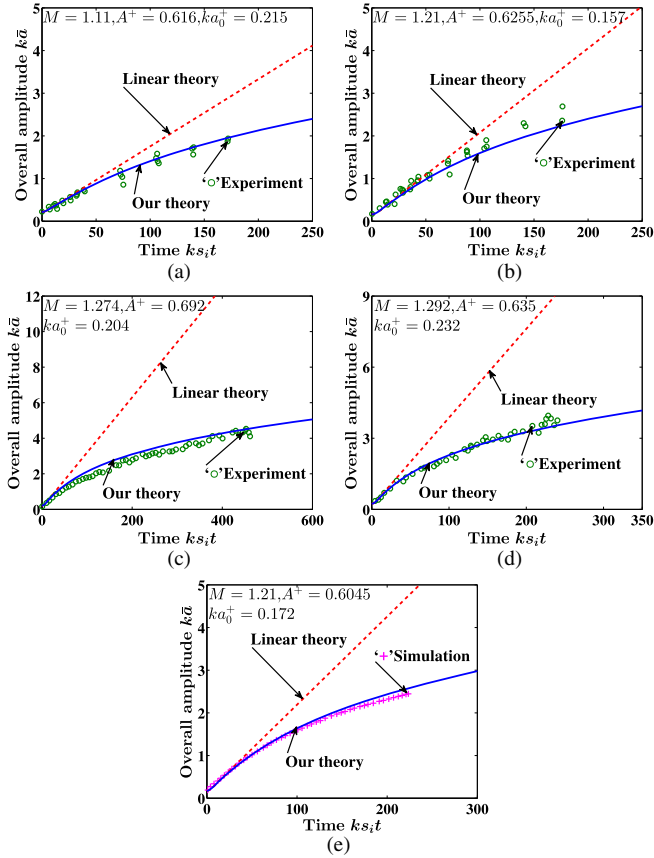 M = 1.11, A⁺ = 0.616, ka₀⁺ = 0.215
Overall amplitude kā
5
4
3
2
1
0
Linear theory
Our theory
‘○’Experiment
0 50 100 150 200 250
Time ksᵢt
(a)
M = 1.21, A⁺ = 0.6255, ka₀⁺ = 0.157
Overall amplitude kā
5
4
3
2
1
0
Linear theory
‘○’Experiment
Our theory
0 50 100 150 200 250
Time ksᵢt
(b)
M = 1.274, A⁺ = 0.692
ka₀⁺ = 0.204
Overall amplitude kā
12
10
8
6
4
2
0
Linear theory
‘○’Experiment
Our theory
0 200 400 600
Time ksᵢt
(c)
M = 1.292, A⁺ = 0.635
ka₀⁺ = 0.232
Overall amplitude kā
9
6
3
0
Linear theory
‘○’Experiment
Our theory
0 50 100 150 200 250 300 350
Time ksᵢt
(d)
M = 1.21, A⁺ = 0.6045
ka₀⁺ = 0.172
Overall amplitude kā
5
4
3
2
1
0
Linear theory
‘+’Simulation
Our theory
0 100 200 300
Time ksᵢt
(e)